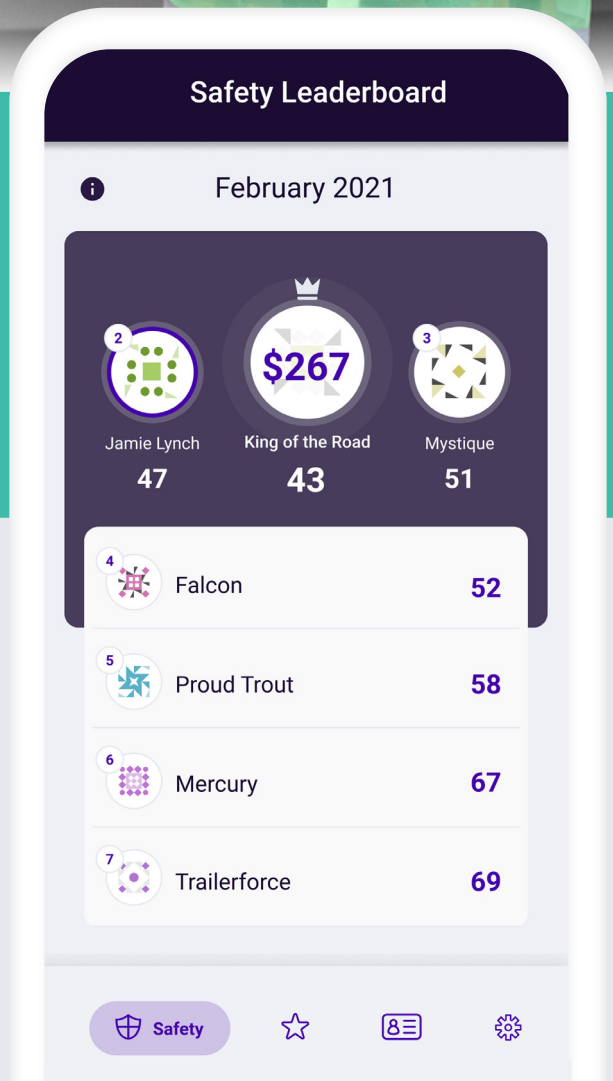 Safety Leaderboard
February 2021
2
Jamie Lynch
47
$267
King of the Road
43
3
Mystique
51
4
Falcon
52
5
Proud Trout
58
6
Mercury
67
7
Trailerforce
69
Safety